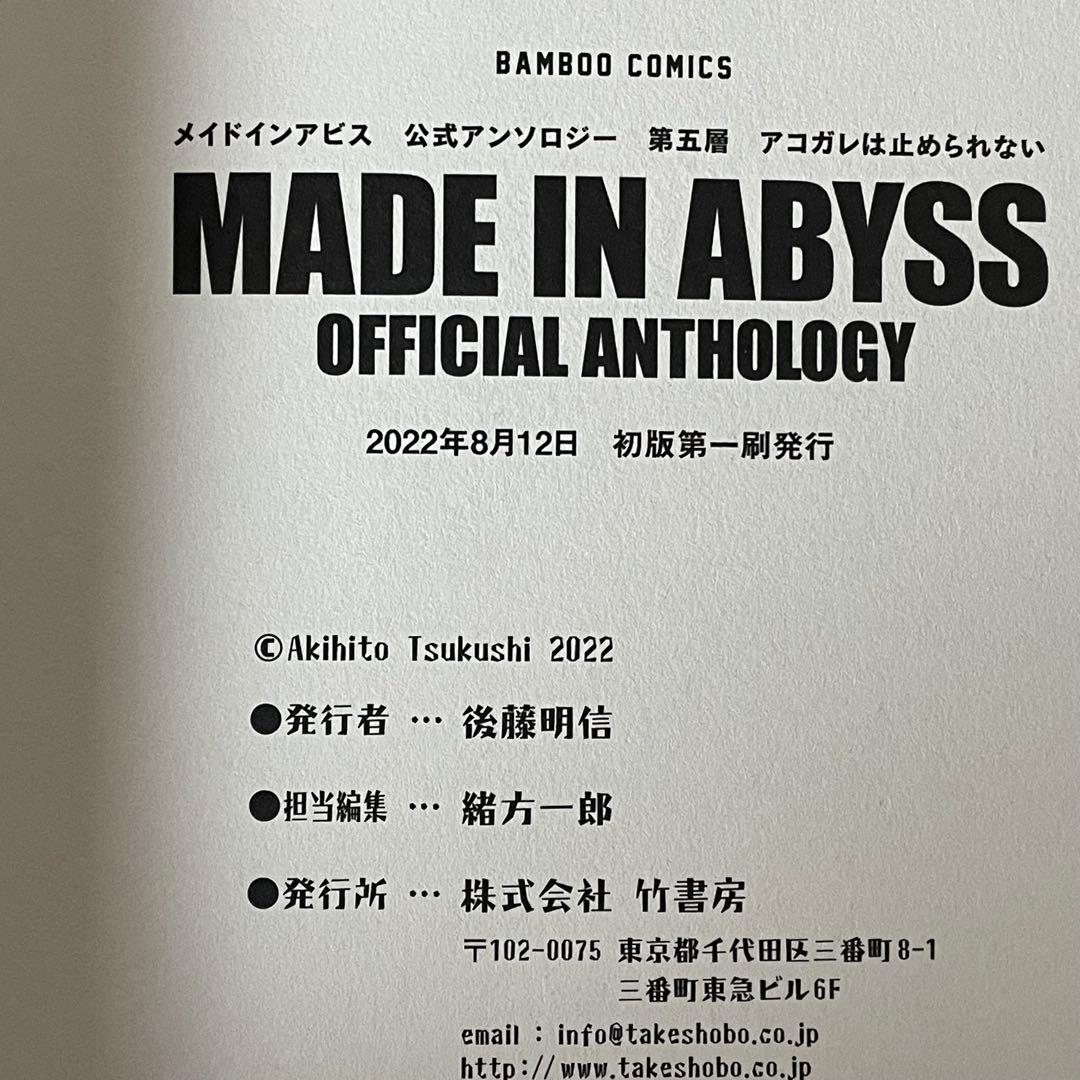 BAMBOO COMICS
メイドインアビス 公式アンソロジー 第五層 アコガレは止められない
MADE IN ABYSS
OFFICIAL ANTHOLOGY
2022年8月12日 初版第一刷発行
©Akihito Tsukushi 2022
●発行者 … 後藤明信
●担当編集 … 緒方一郎
●発行所 … 株式会社 竹書房
〒102-0075 東京都千代田区三番町8-1
三番町東急ビル6F
email : info@takeshobo.co.jp
http://www.takeshobo.co.jp